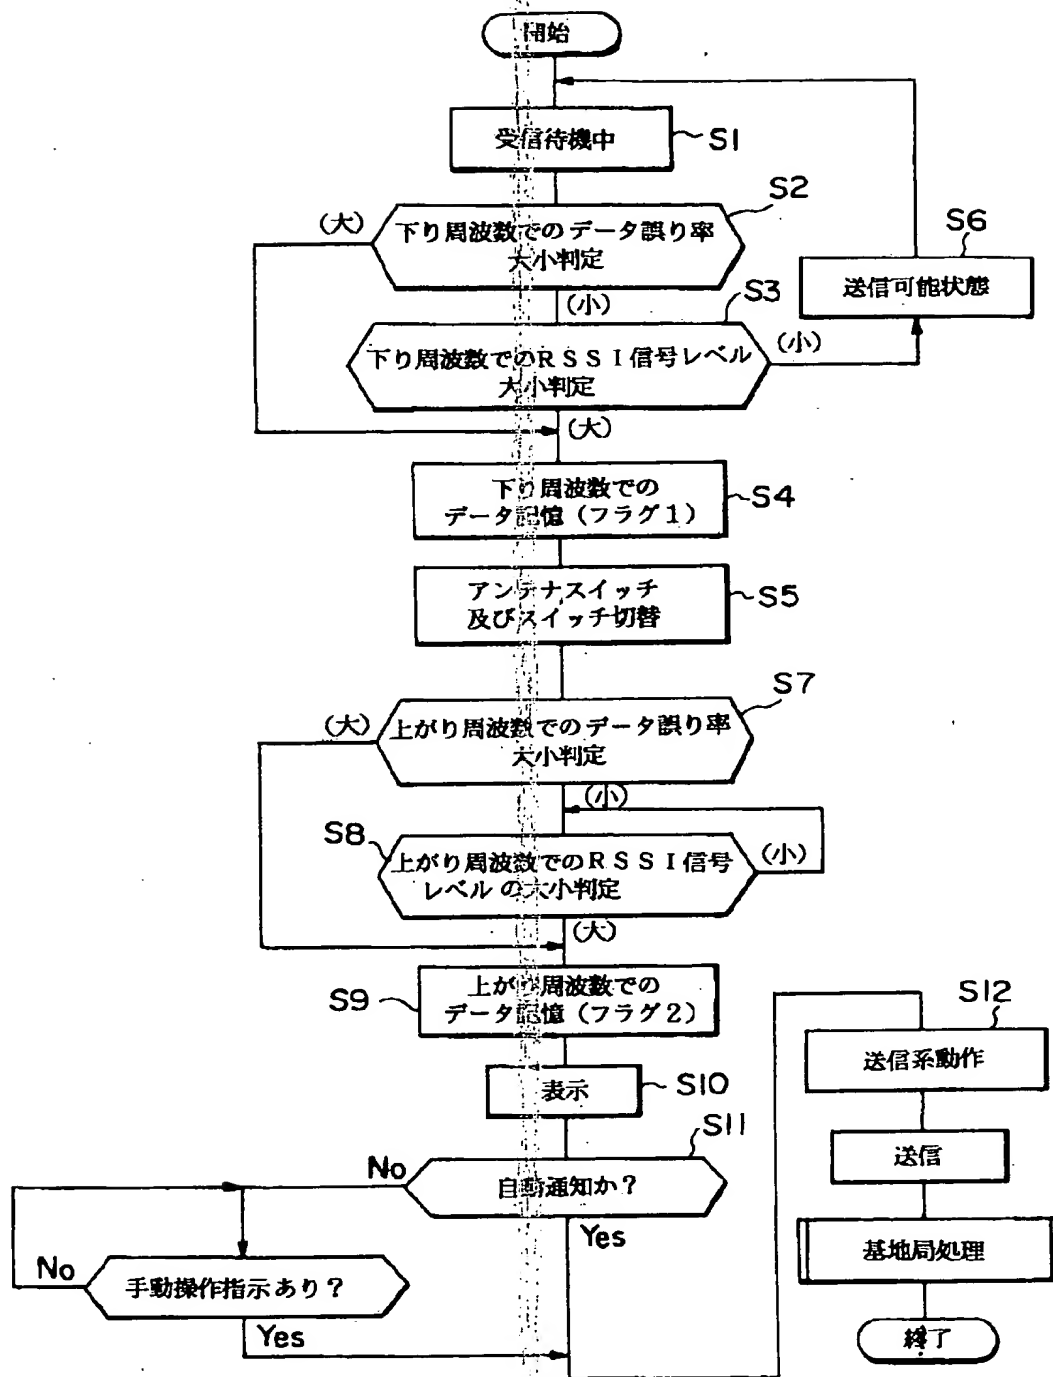 開始
受信待機中
S1
S2
(大)
下り周波数でのデータ誤り率
大小判定
S6
送信可能状態
(小)
S3
下り周波数でのRSSI信号レベル
大小判定
(小)
(大)
下り周波数での
データ記憶(フラグ1)
S4
アンテナスイッチ
及びスイッチ切替
S5
S7
(大)
上がり周波数でのデータ誤り率
大小判定
(小)
S8
上がり周波数でのRSSI信号
レベルの大小判定
(小)
(大)
S9
上がり周波数での
データ記憶(フラグ2)
S12
送信系動作
表示
S10
S11
No
自動通知か?
Yes
送信
基地局処理
No
手動操作指示あり?
Yes
終了